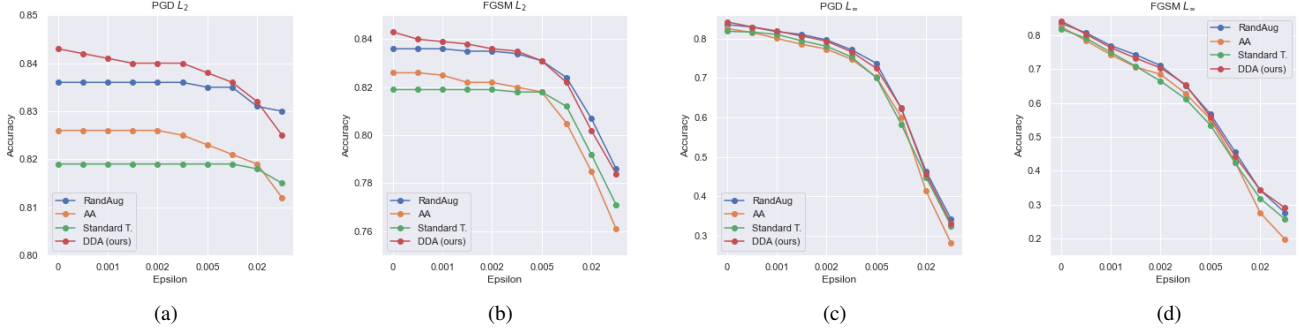 PGD L₂
0.85
0.84
0.83
0.82
0.81
0.80
Accuracy
RandAug
AA
Standard T.
DDA (ours)
0 0.001 0.002 0.005 0.02
Epsilon
(a)
FGSM L₂
0.84
0.82
0.80
0.78
0.76
Accuracy
RandAug
AA
Standard T.
DDA (ours)
0 0.001 0.002 0.005 0.02
Epsilon
(b)
PGD L∞
0.8
0.7
0.6
0.5
0.4
0.3
Accuracy
RandAug
AA
Standard T.
DDA (ours)
0 0.001 0.002 0.005 0.02
Epsilon
(c)
FGSM L∞
0.8
0.7
0.6
0.5
0.4
0.3
0.2
Accuracy
RandAug
AA
Standard T.
DDA (ours)
0 0.001 0.002 0.005 0.02
Epsilon
(d)